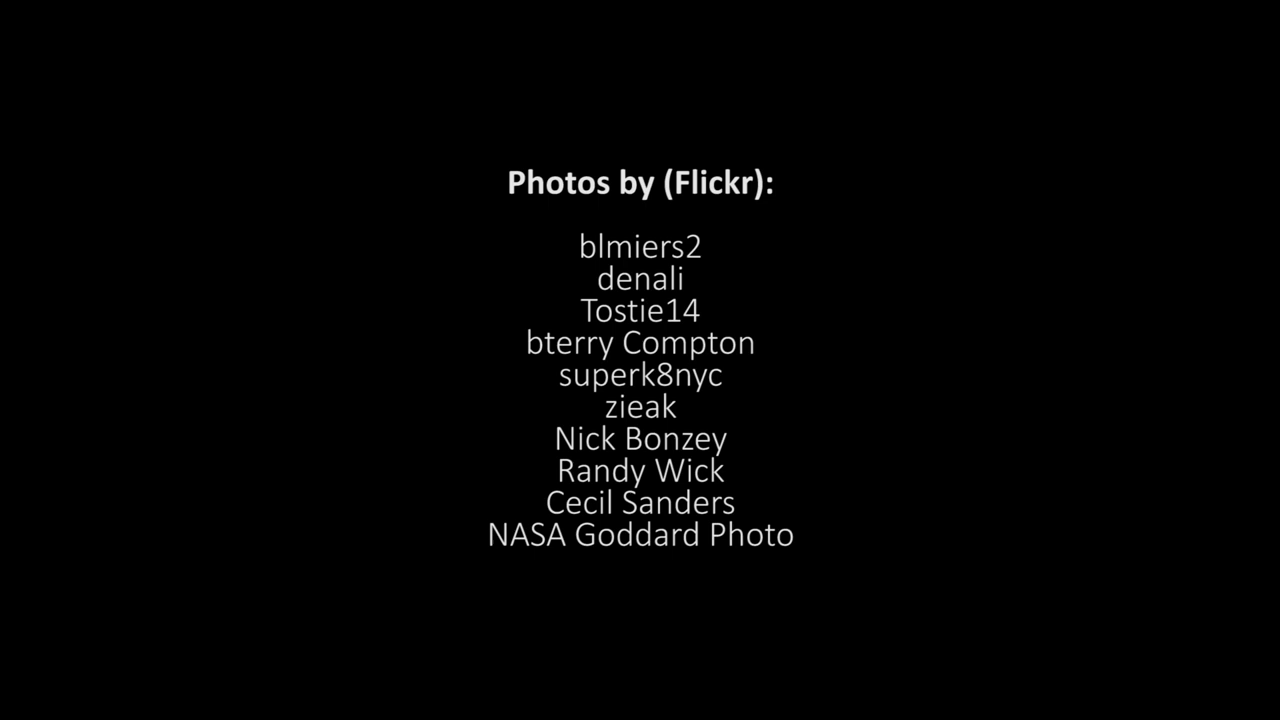 Photos by (Flickr):
blmiers2
denali
Tostie14
bterry Compton
superk8nyc
zieak
Nick Bonzey
Randy Wick
Cecil Sanders
NASA Goddard Photo